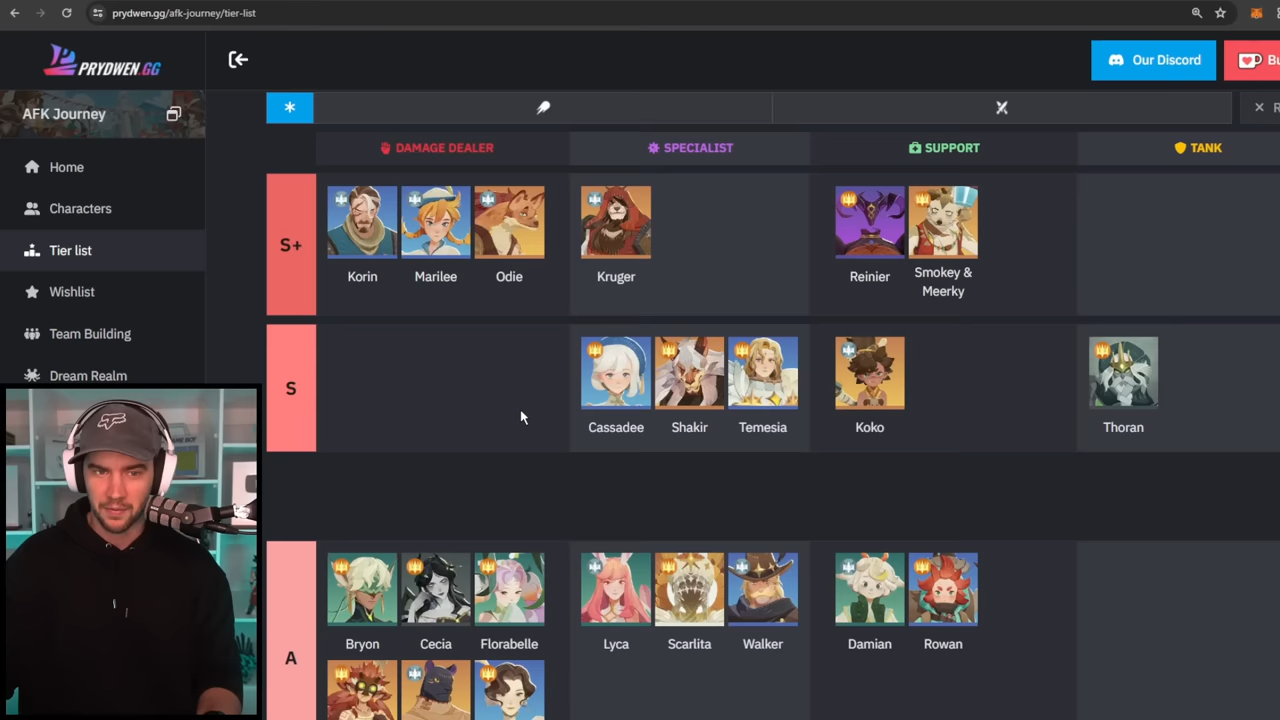 prydwen.gg/afk-journey/tier-list
PRYDWEN.GG
Our Discord
Bu
AFK Journey
R
Home
Characters
Tier list
Wishlist
Team Building
Dream Realm
DAMAGE DEALER
SPECIALIST
SUPPORT
TANK
S+
Korin
Marilee
Odie
Kruger
Reinier
Smokey &
Meerky
S
Cassadee
Shakir
Temesia
Koko
Thoran
A
Bryon
Cecia
Florabelle
Lyca
Scarlita
Walker
Damian
Rowan